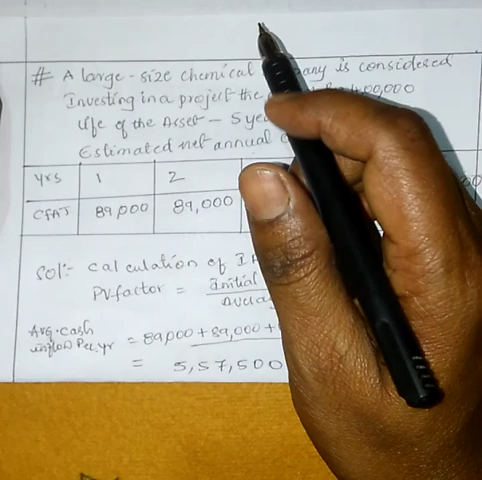 # A large-size chemical is considered
Investing in a project the 400,000
life of the Asset - 5
Estimated net annual
yrs 1 2
CFAT 89,000 89,000
Sol:- Calculation of
PV factor = Initial
Avg.cash inflow Per.yr = 89,000 + 89,000 +
= 5,57,500